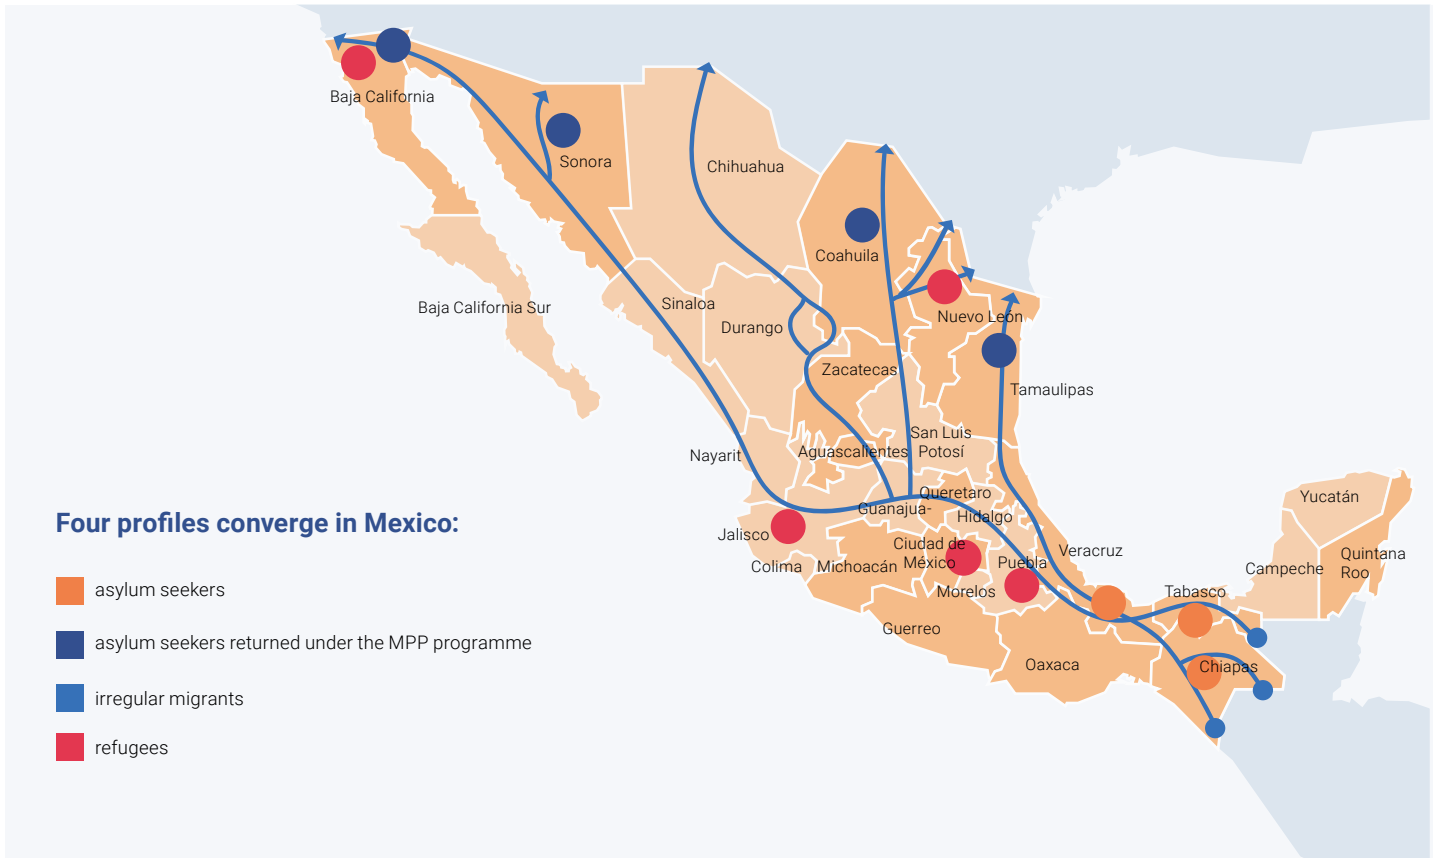 Baja California
Sonora
Chihuahua
Coahuila
Baja California Sur
Sinaloa
Durango
Nuevo León
Zacatecas
Tamaulipas
San Luis
Potosí
Nayarit
Aguascalientes
Queretaro
Guanajua-
Hidalgo
Jalisco
Ciudad de
México
Colima
Michoacán
Puebla
Veracruz
Morelos
Tabasco
Guerreo
Oaxaca
Chiapas
Yucatán
Campeche
Quintana
Roo
Four profiles converge in Mexico:
asylum seekers
asylum seekers returned under the MPP programme
irregular migrants
refugees